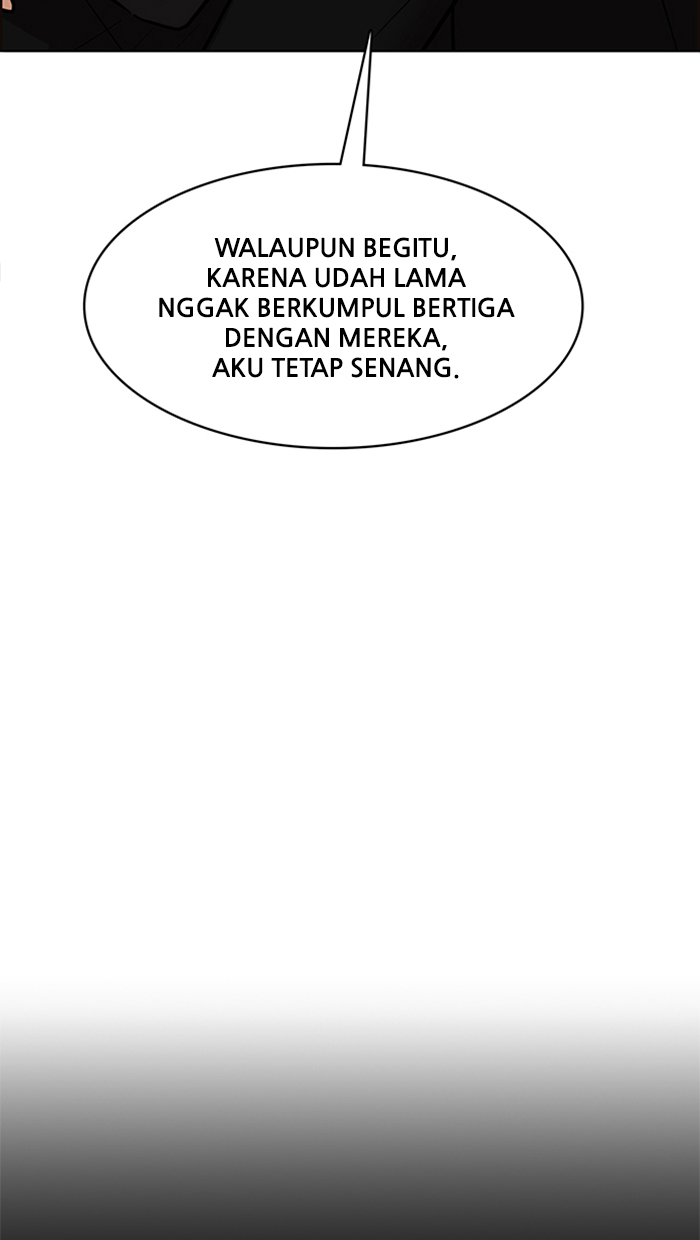 WALAUPUN BEGITU,
KARENA UDAH LAMA
NGGAK BERKUMPUL BERTIGA
DENGAN MEREKA,
AKU TETAP SENANG.